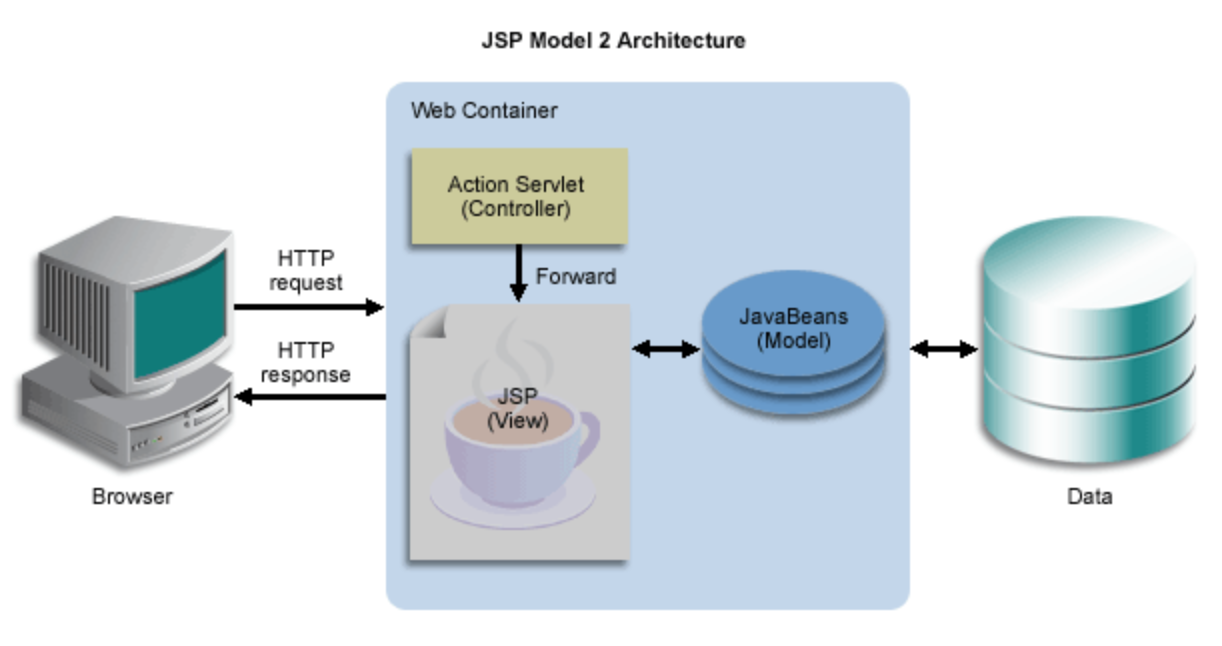 JSP Model 2 Architecture
Web Container
Action Servlet
(Controller)
HTTP
request
Forward
HTTP
response
JSP
(View)
JavaBeans
(Model)
Browser
Data